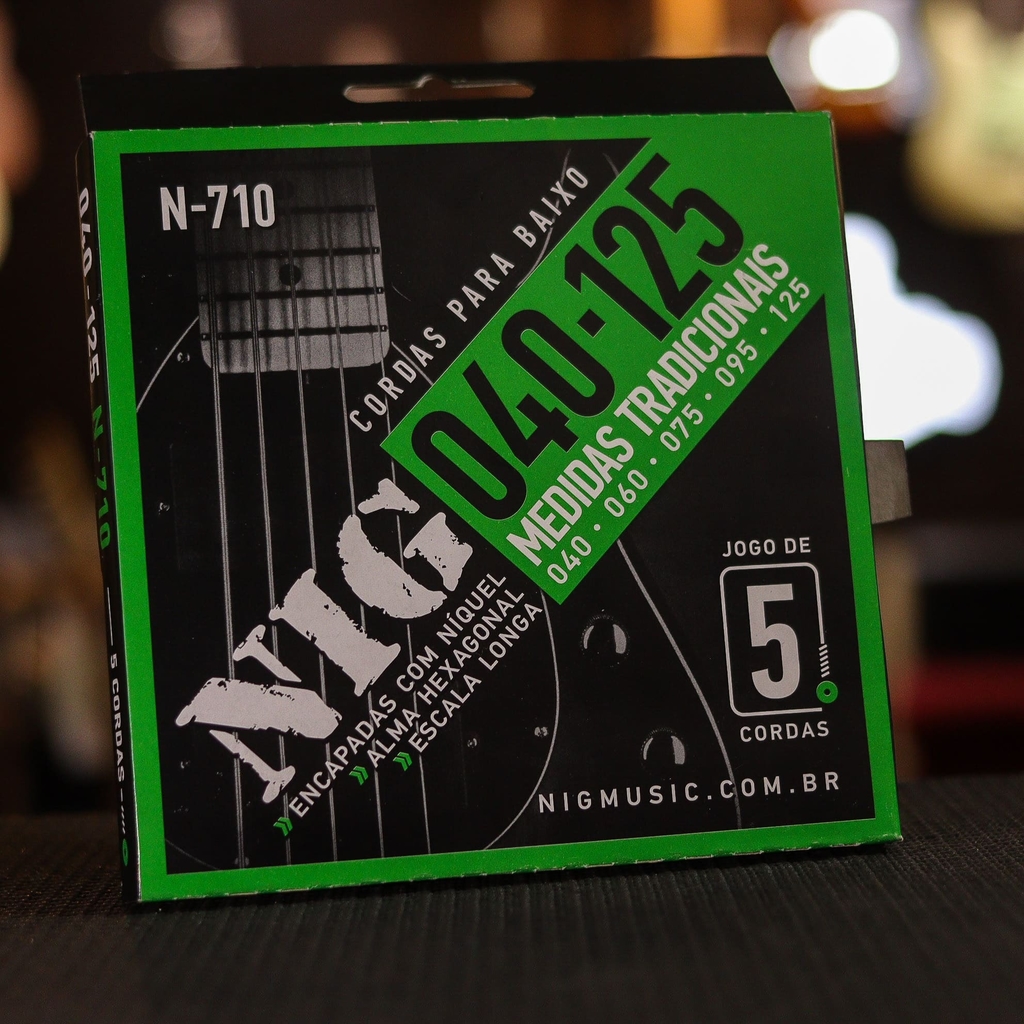 N-710
CORDAS PARA BAIXO
040-125
MEDIDAS TRADICIONAIS
040 • 060 • 075 • 095 • 125
NIG
» ENCAPADAS COM NÍQUEL
» ALMA HEXAGONAL
» ESCALA LONGA
JOGO DE
5
CORDAS
NIGMUSIC.COM.BR
040-125 N-710 — 5 CORDAS